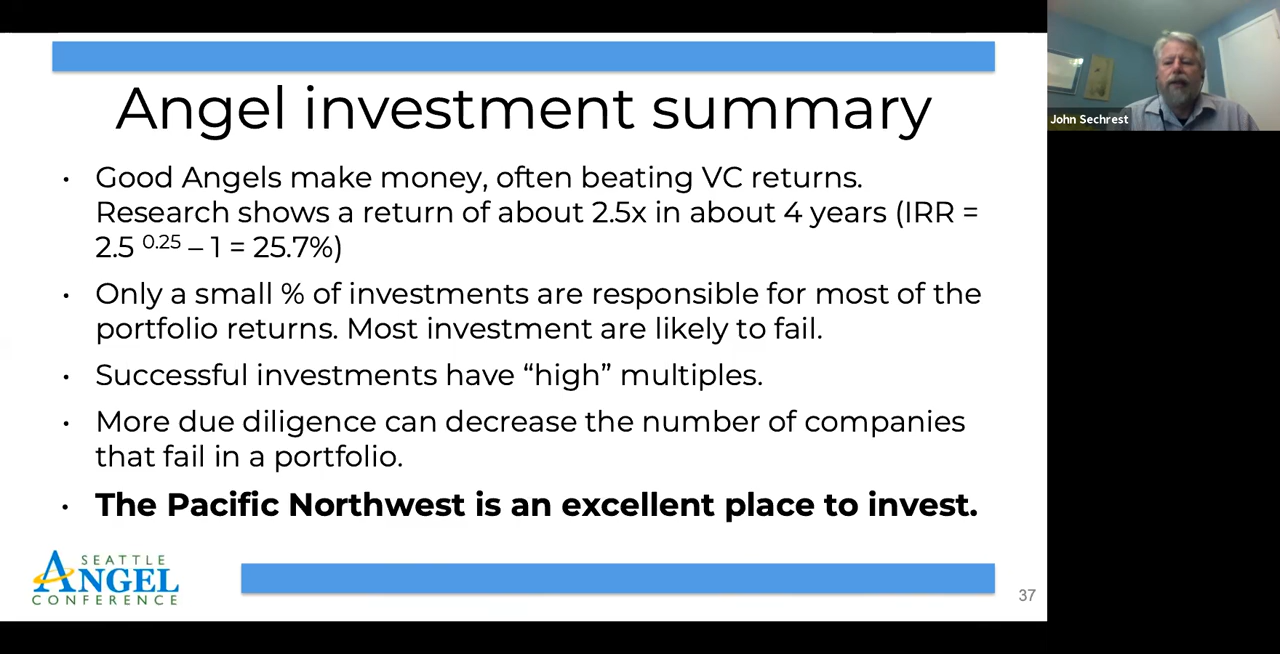 Angel investment summary
• Good Angels make money, often beating VC returns.
Research shows a return of about 2.5x in about 4 years (IRR =
2.5 0.25 – 1 = 25.7%)
• Only a small % of investments are responsible for most of the
portfolio returns. Most investment are likely to fail.
• Successful investments have “high” multiples.
• More due diligence can decrease the number of companies
that fail in a portfolio.
• The Pacific Northwest is an excellent place to invest.
SEATTLE
ANGEL
CONFERENCE
37
John Sechrest